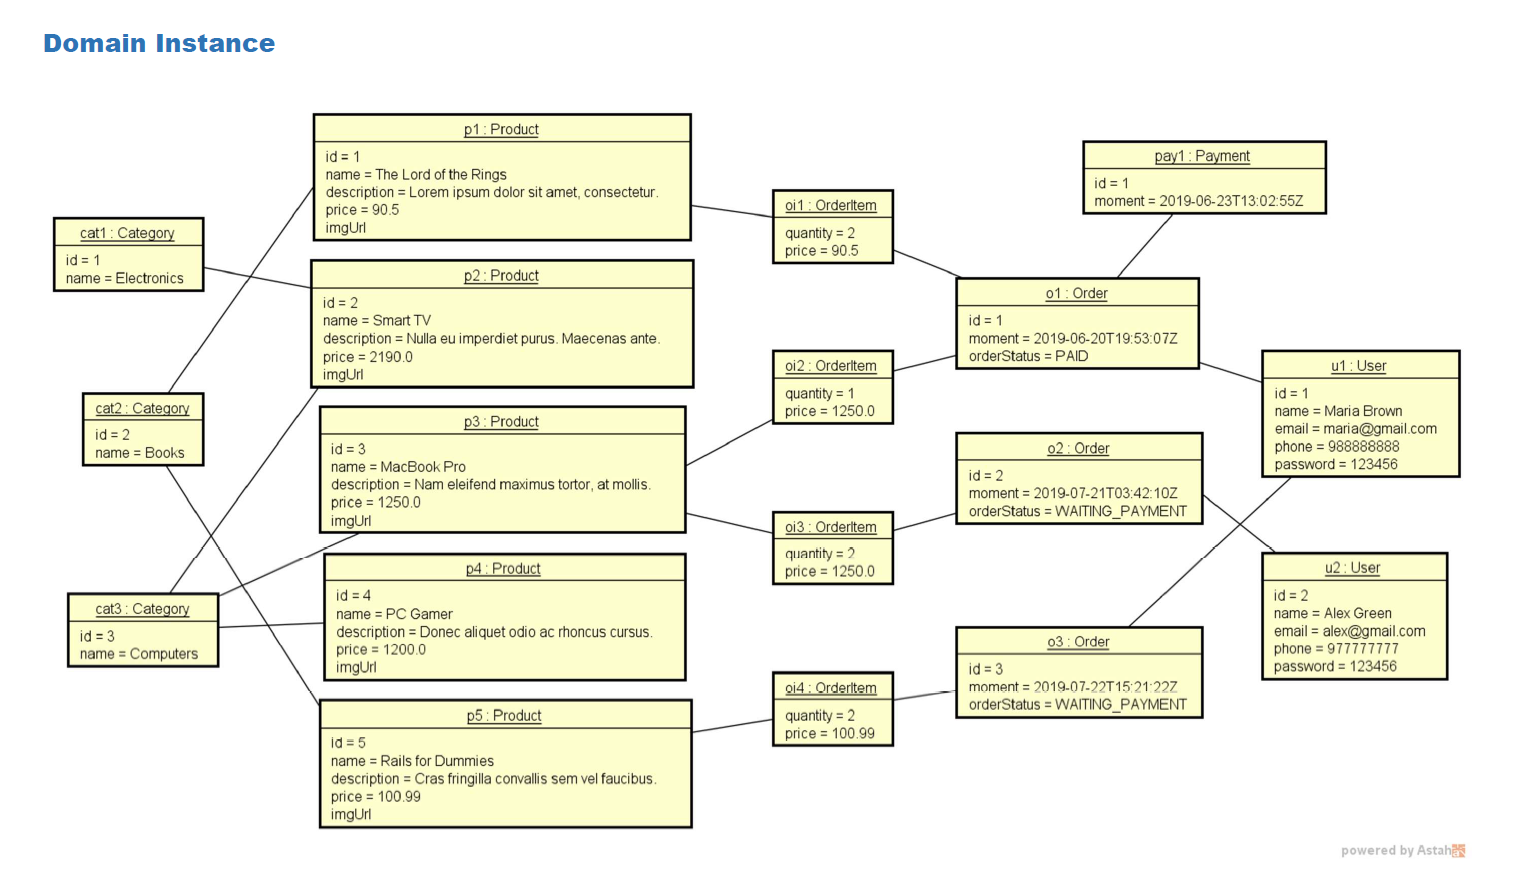 Domain Instance
p1 : Product
id = 1
name = The Lord of the Rings
description = Lorem ipsum dolor sit amet, consectetur.
price = 90.5
imgUrl
pay1 : Payment
id = 1
moment = 2019-06-23T13:02:55Z
oi1 : OrderItem
quantity = 2
price = 90.5
cat1 : Category
id = 1
name = Electronics
p2 : Product
id = 2
name = Smart TV
description = Nulla eu imperdiet purus. Maecenas ante.
price = 2190.0
imgUrl
o1 : Order
id = 1
moment = 2019-06-20T19:53:07Z
orderStatus = PAID
oi2 : OrderItem
quantity = 1
price = 1250.0
u1 : User
id = 1
name = Maria Brown
email = maria@gmail.com
phone = 988888888
password = 123456
cat2 : Category
id = 2
name = Books
p3 : Product
id = 3
name = MacBook Pro
description = Nam eleifend maximus tortor, at mollis.
price = 1250.0
imgUrl
o2 : Order
id = 2
moment = 2019-07-21T03:42:10Z
orderStatus = WAITING_PAYMENT
oi3 : OrderItem
quantity = 2
price = 1250.0
p4 : Product
id = 4
name = PC Gamer
description = Donec aliquet odio ac rhoncus cursus.
price = 1200.0
imgUrl
u2 : User
id = 2
name = Alex Green
email = alex@gmail.com
phone = 977777777
password = 123456
cat3 : Category
id = 3
name = Computers
o3 : Order
id = 3
moment = 2019-07-22T15:21:22Z
orderStatus = WAITING_PAYMENT
oi4 : OrderItem
quantity = 2
price = 100.99
p5 : Product
id = 5
name = Rails for Dummies
description = Cras fringilla convallis sem vel faucibus.
price = 100.99
imgUrl
powered by Astah